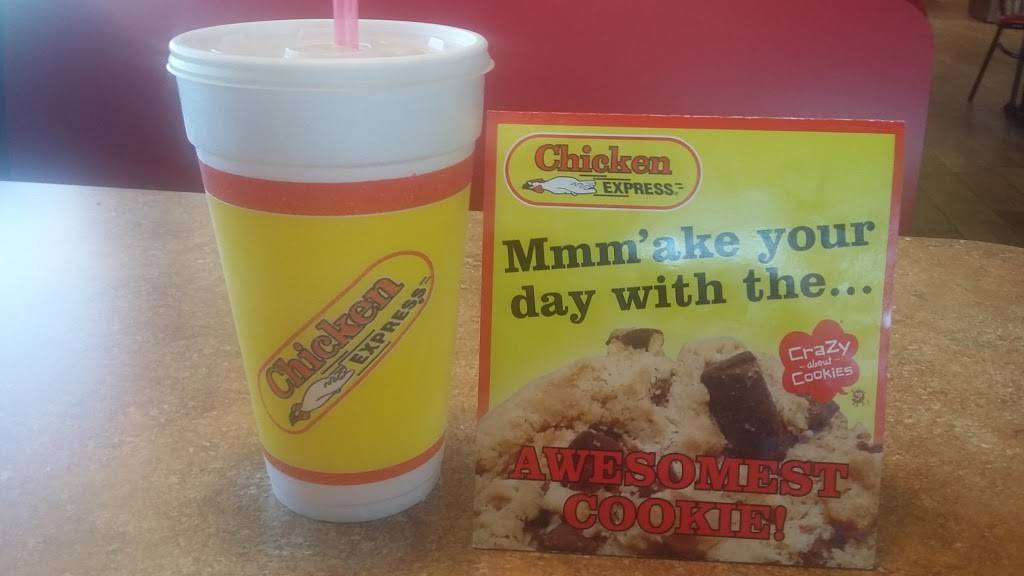 Chicken
EXPRESS
Chicken
EXPRESS
Mmm'ake your
day with the...
CraZy
- about -
CooKiEs
AWESOMEST
COOKIE!